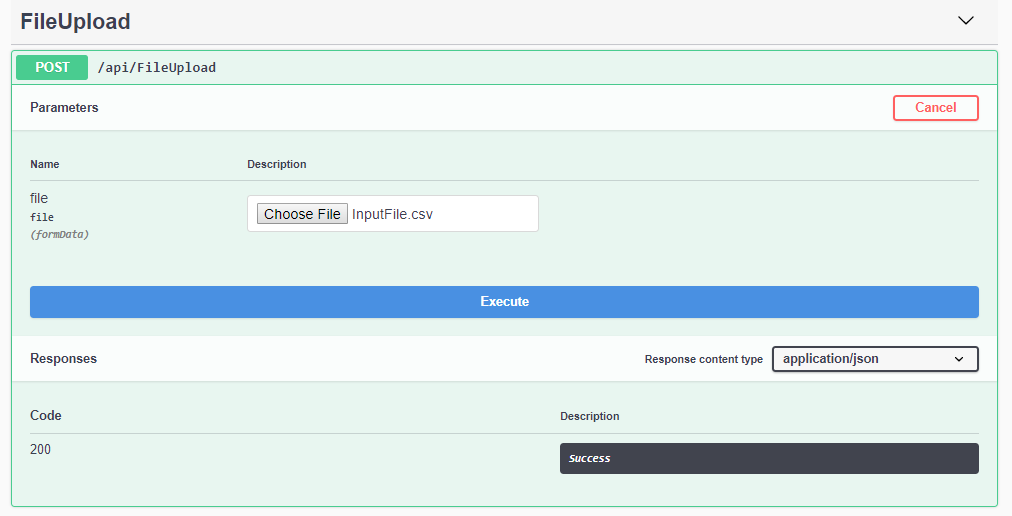 FileUpload
POST /api/FileUpload
Parameters Cancel
Name Description
file
file
(formData)
Choose File InputFile.csv
Execute
Responses Response content type application/json
Code Description
200 Success